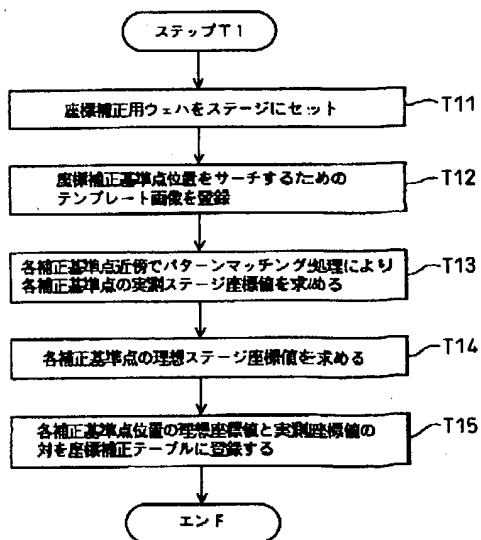 ステップT1
座標補正用ウェハをステージにセット
T11
座標補正基準点位置をサーチするための
テンプレート画像を登録
T12
各補正基準点近傍でパターンマッチング処理により
各補正基準点の実測ステージ座標値を求める
T13
各補正基準点の理想ステージ座標値を求める
T14
各補正基準点位置の理想座標値と実測座標値の
対を座標補正テーブルに登録する
T15
エンド